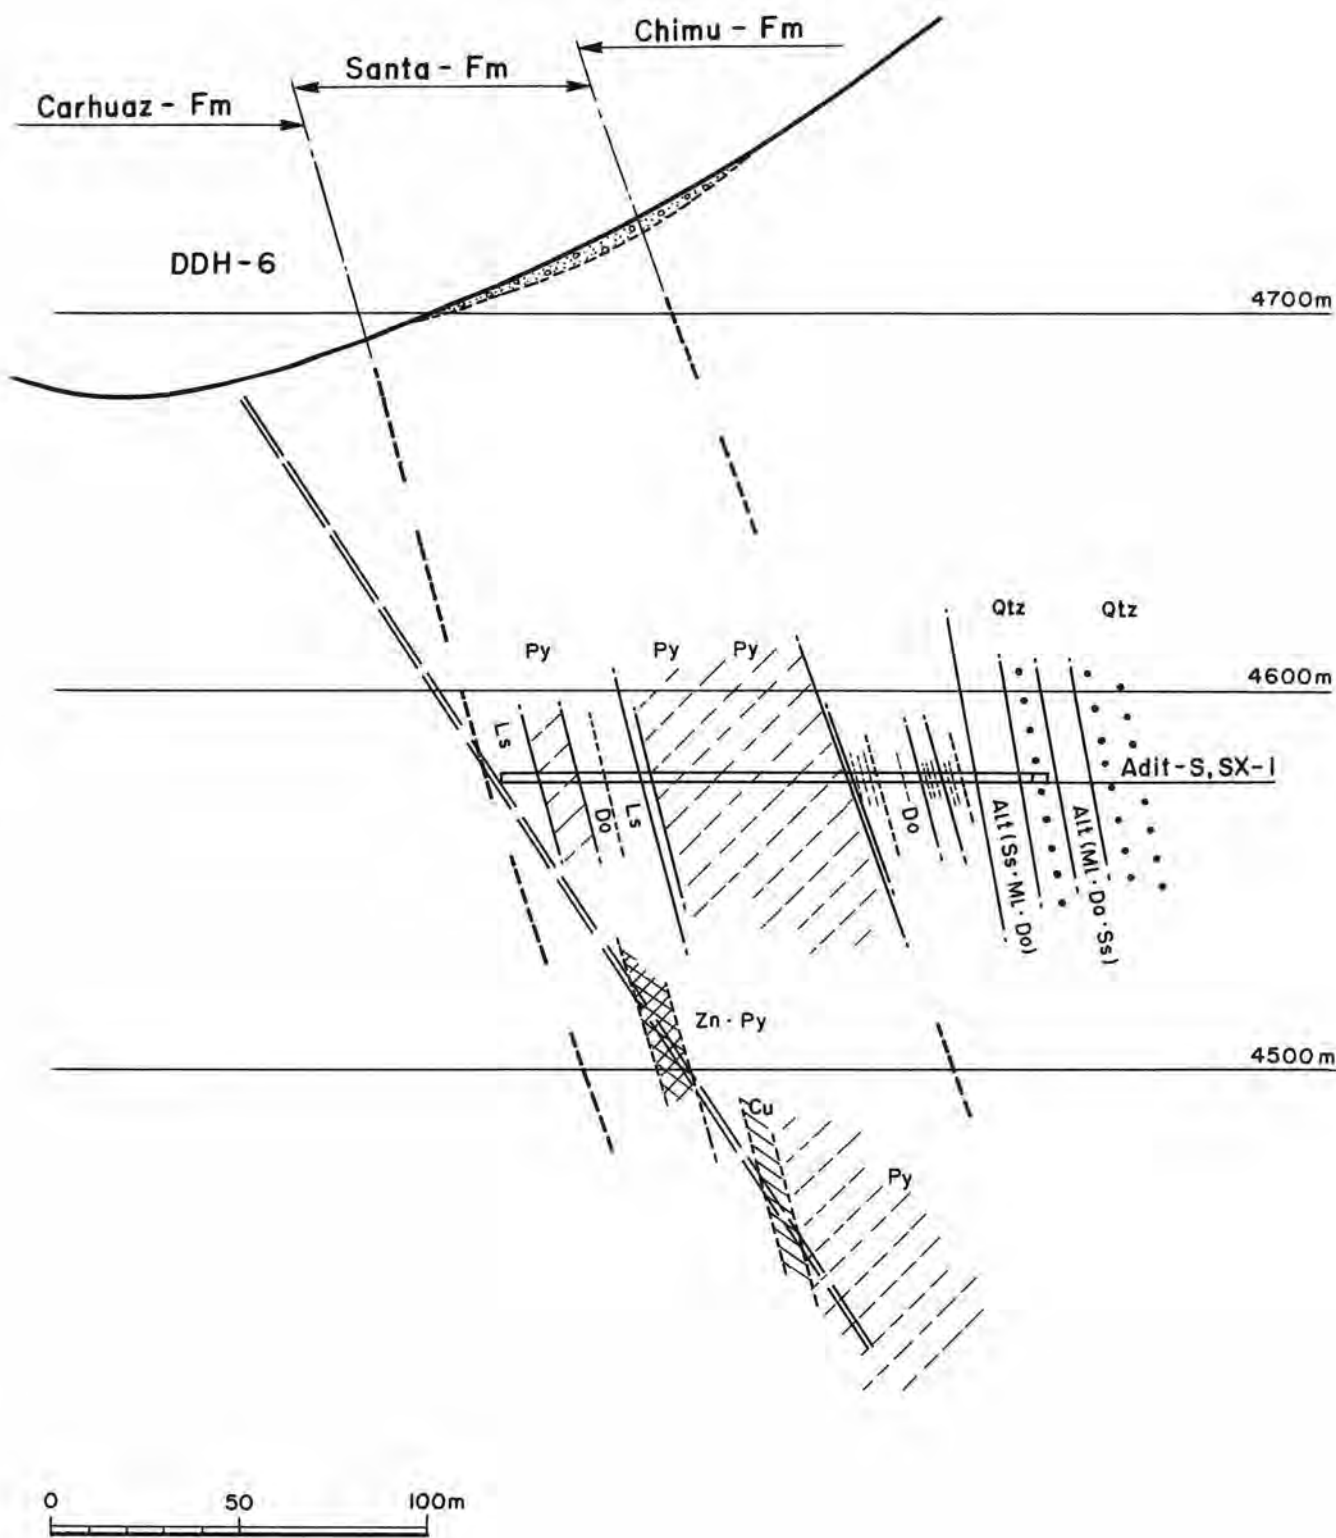 Chimu - Fm
Santa - Fm
Carhuaz - Fm
DDH-6
4700m
Qtz
Qtz
Py
Py
Py
4600m
Ls
Do
Ls
Do
Alt (Ss·Ml·Do)
Alt (Ml·Do·Ss)
Adit-S, SX-1
Zn·Py
4500m
Cu
Py
0 50 100m